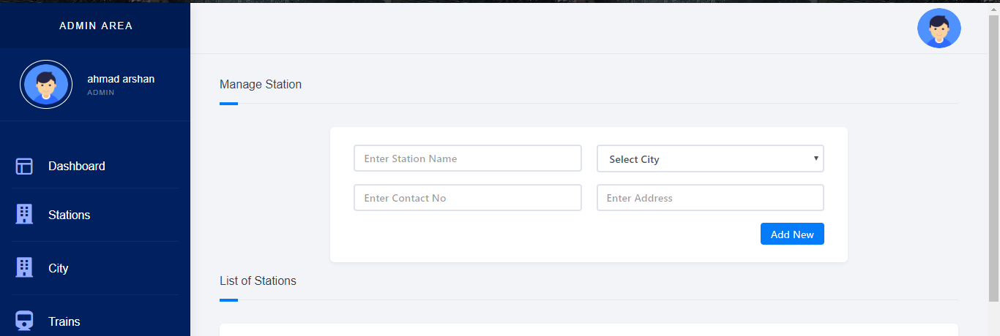 ADMIN AREA
ahmad arshan
ADMIN
Dashboard
Stations
City
Trains
Manage Station
Enter Station Name
Select City
Enter Contact No
Enter Address
Add New
List of Stations